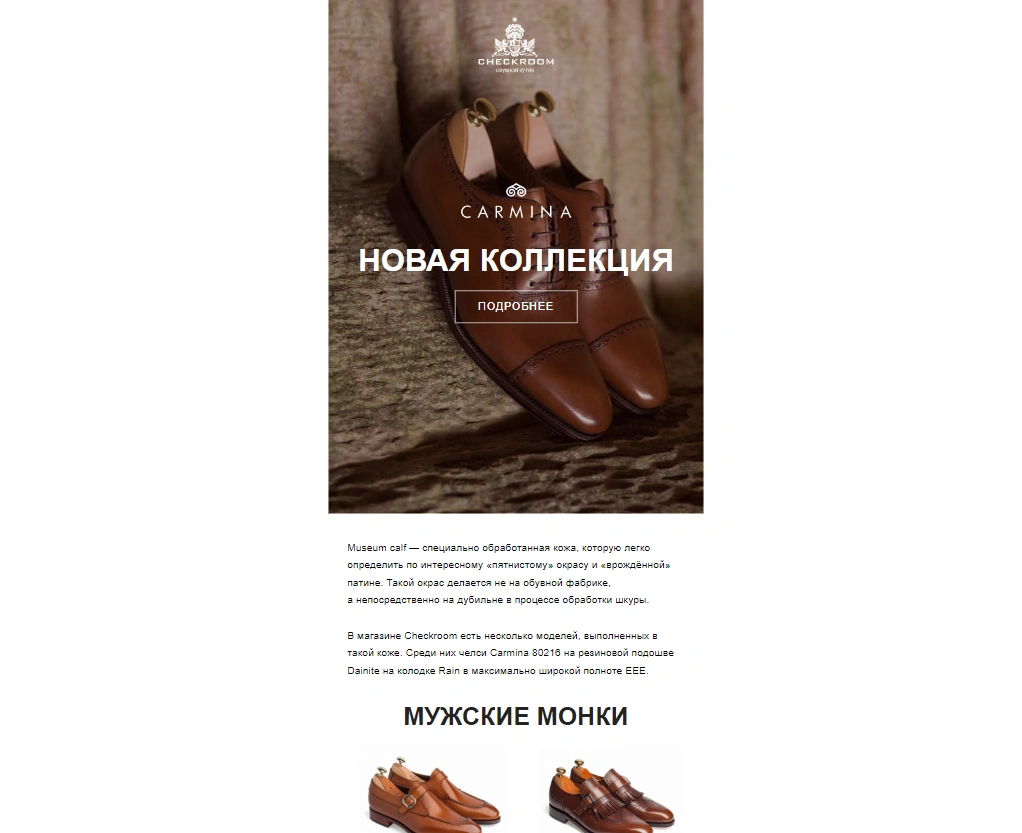 CHECKROOM
ОБУВНОЙ БУТИК
CARMINA
НОВАЯ КОЛЛЕКЦИЯ
ПОДРОБНЕЕ
Museum calf — специально обработанная кожа, которую легко
определить по интересному «пятнистому» окрасу и «врождённой»
патине. Такой окрас делается не на обувной фабрике,
а непосредственно на дубильне в процессе обработки шкуры.
В магазине Checkroom есть несколько моделей, выполненных в
такой коже. Среди них челси Carmina 80216 на резиновой подошве
Dainite на колодке Rain в максимально широкой полноте EEE.
МУЖСКИЕ МОНКИ